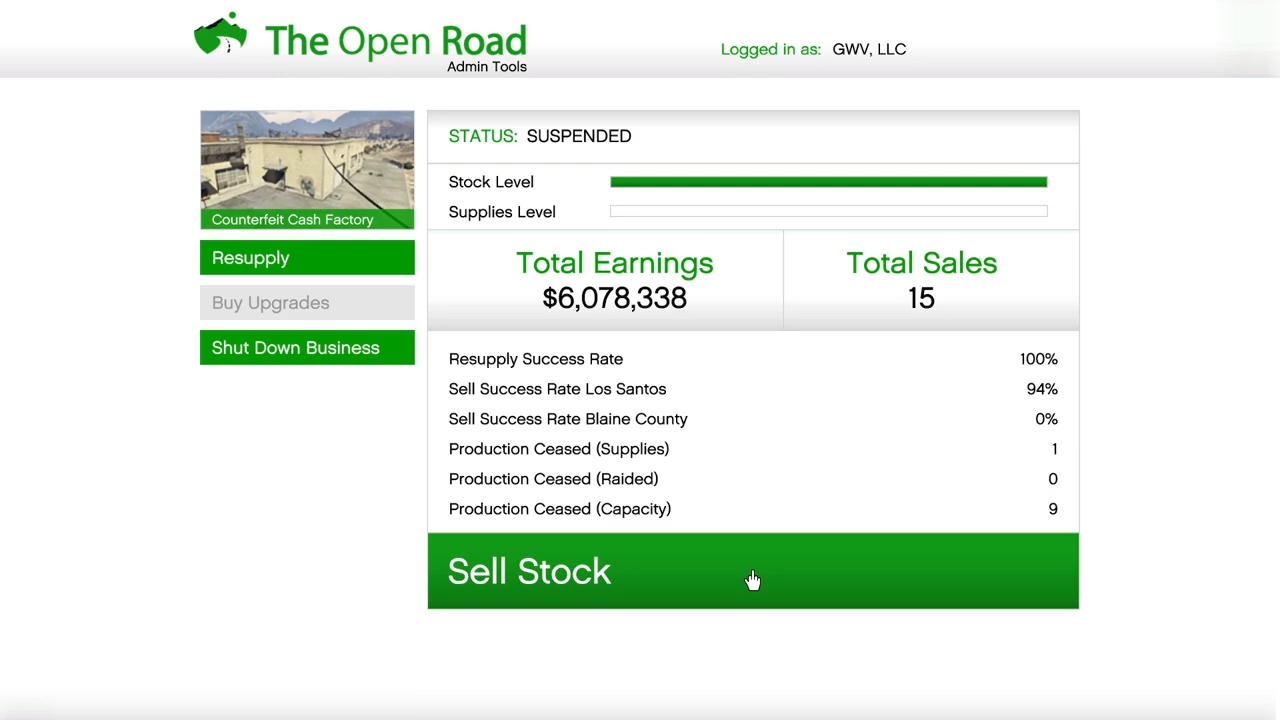 The Open Road
Admin Tools
Logged in as: GWV, LLC
Counterfeit Cash Factory
Resupply
Buy Upgrades
Shut Down Business
STATUS: SUSPENDED
Stock Level
Supplies Level
Total Earnings
$6,078,338
Total Sales
15
Resupply Success Rate 100%
Sell Success Rate Los Santos 94%
Sell Success Rate Blaine County 0%
Production Ceased (Supplies) 1
Production Ceased (Raided) 0
Production Ceased (Capacity) 9
Sell Stock